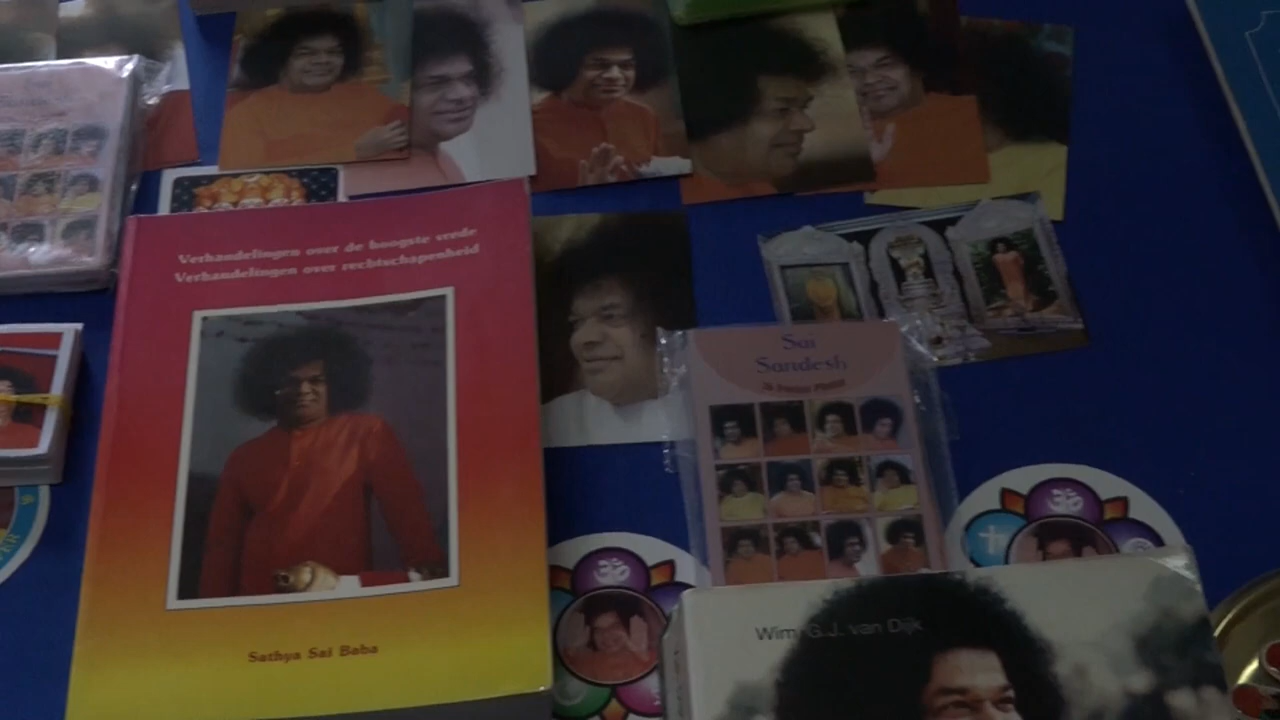 Verhandelingen over de hoogste vrede
Verhandelingen over rechtschapenheid
Sathya Sai Baba
Sai
Sandesh
Wim G.J. van Dijk
ॐ
ॐ